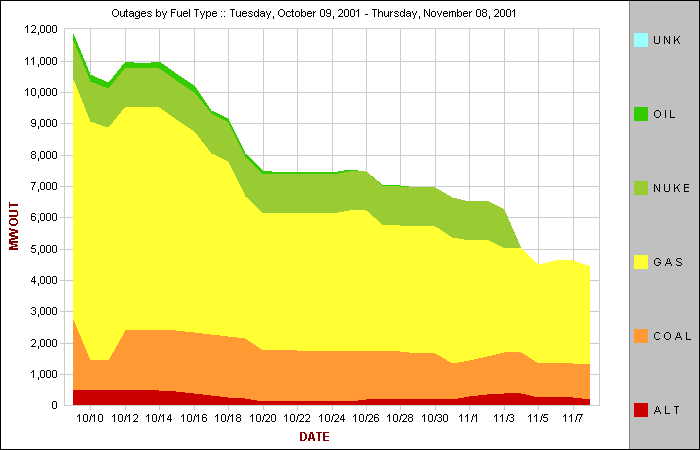 Outages by Fuel Type :: Tuesday, October 09, 2001 - Thursday, November 08, 2001
12,000
11,000
10,000
9,000
8,000
7,000
6,000
5,000
4,000
3,000
2,000
1,000
0
MWOUT
10/10 10/12 10/14 10/16 10/18 10/20 10/22 10/24 10/26 10/28 10/30 11/1 11/3 11/5 11/7
DATE
UNK
OIL
NUKE
GAS
COAL
ALT